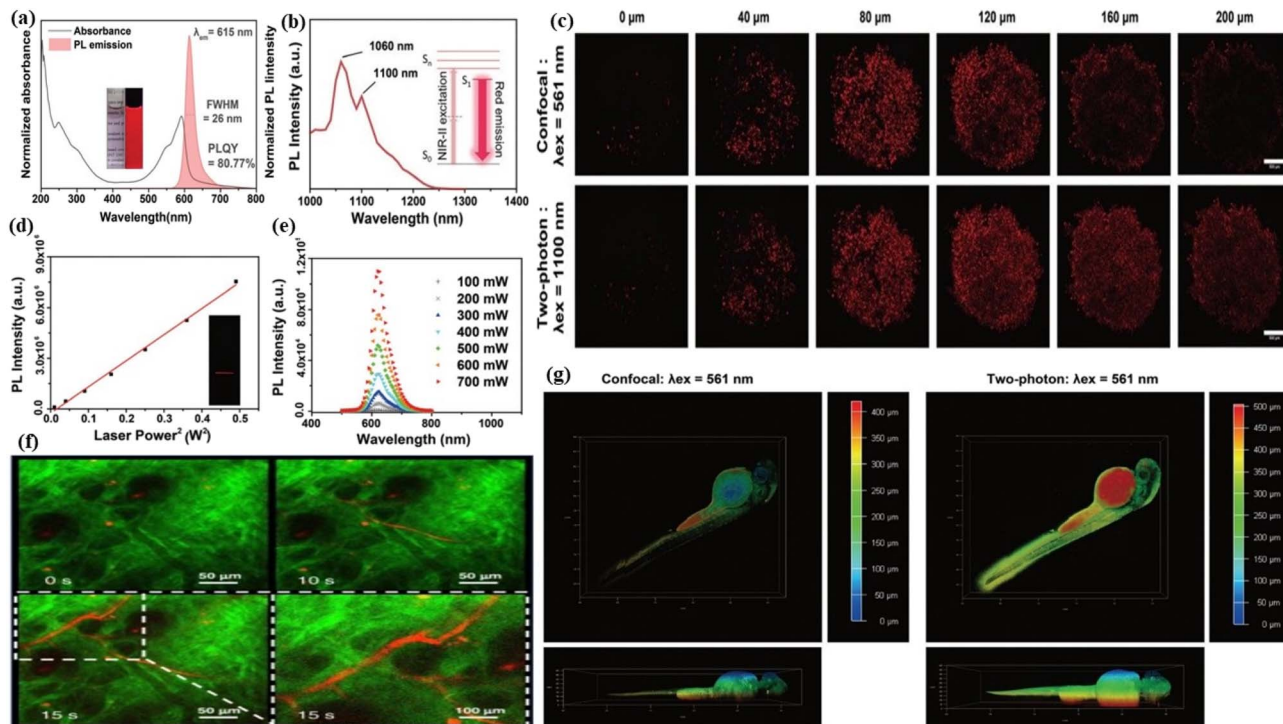 (a)
Absorbance
PL emission
λem = 615 nm
FWHM
= 26 nm
PLQY
= 80.77%
Normalized absorbance
Normalized PL Iintensity
200 300 400 500 600 700 800
Wavelength(nm)
(b)
1060 nm
1100 nm
Sn
S1
S0
NIR-II excitation
Red emission
PL Intensity (a.u.)
1000 1100 1200 1300 1400
Wavelength (nm)
(c)
0 µm 40 µm 80 µm 120 µm 160 µm 200 µm
Confocal :
λex = 561 nm
Two-photon :
λex = 1100 nm
(d)
PL Intensity (a.u.)
9.0x10⁶
6.0x10⁶
3.0x10⁶
0.0
0.0 0.1 0.2 0.3 0.4 0.5
Laser Power² (W²)
(e)
PL Intensity (a.u.)
8.0x10⁶
4.0x10⁶
0.0
100 mW
200 mW
300 mW
400 mW
500 mW
600 mW
700 mW
400 600 800 1000
Wavelength (nm)
(f)
0 s
50 µm
10 s
50 µm
15 s
50 µm
15 s
100 µm
(g)
Confocal: λex = 561 nm
400 µm
350 µm
300 µm
250 µm
200 µm
150 µm
100 µm
50 µm
0 µm
Two-photon: λex = 561 nm
500 µm
450 µm
400 µm
350 µm
300 µm
250 µm
200 µm
150 µm
100 µm
50 µm
0 µm